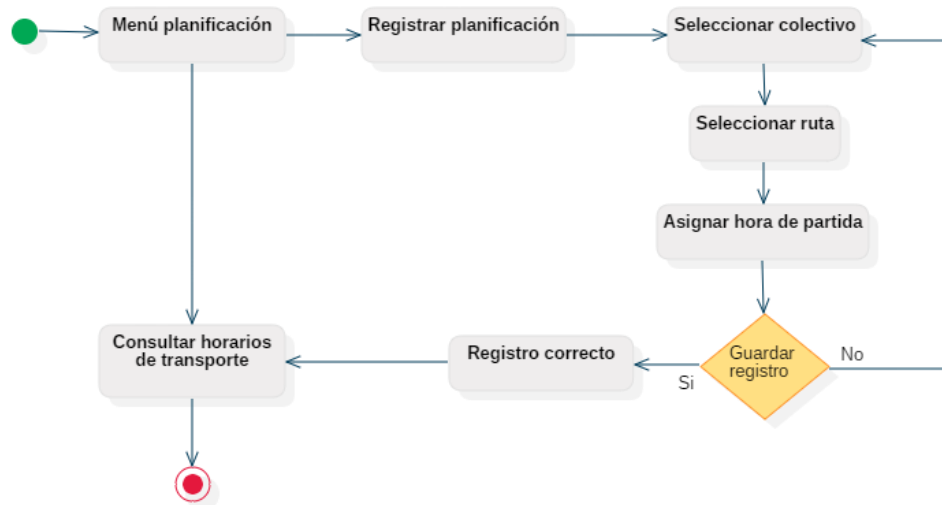 Menú planificación
Registrar planificación
Seleccionar colectivo
Seleccionar ruta
Asignar hora de partida
Guardar
registro
No
Si
Registro correcto
Consultar horarios
de transporte